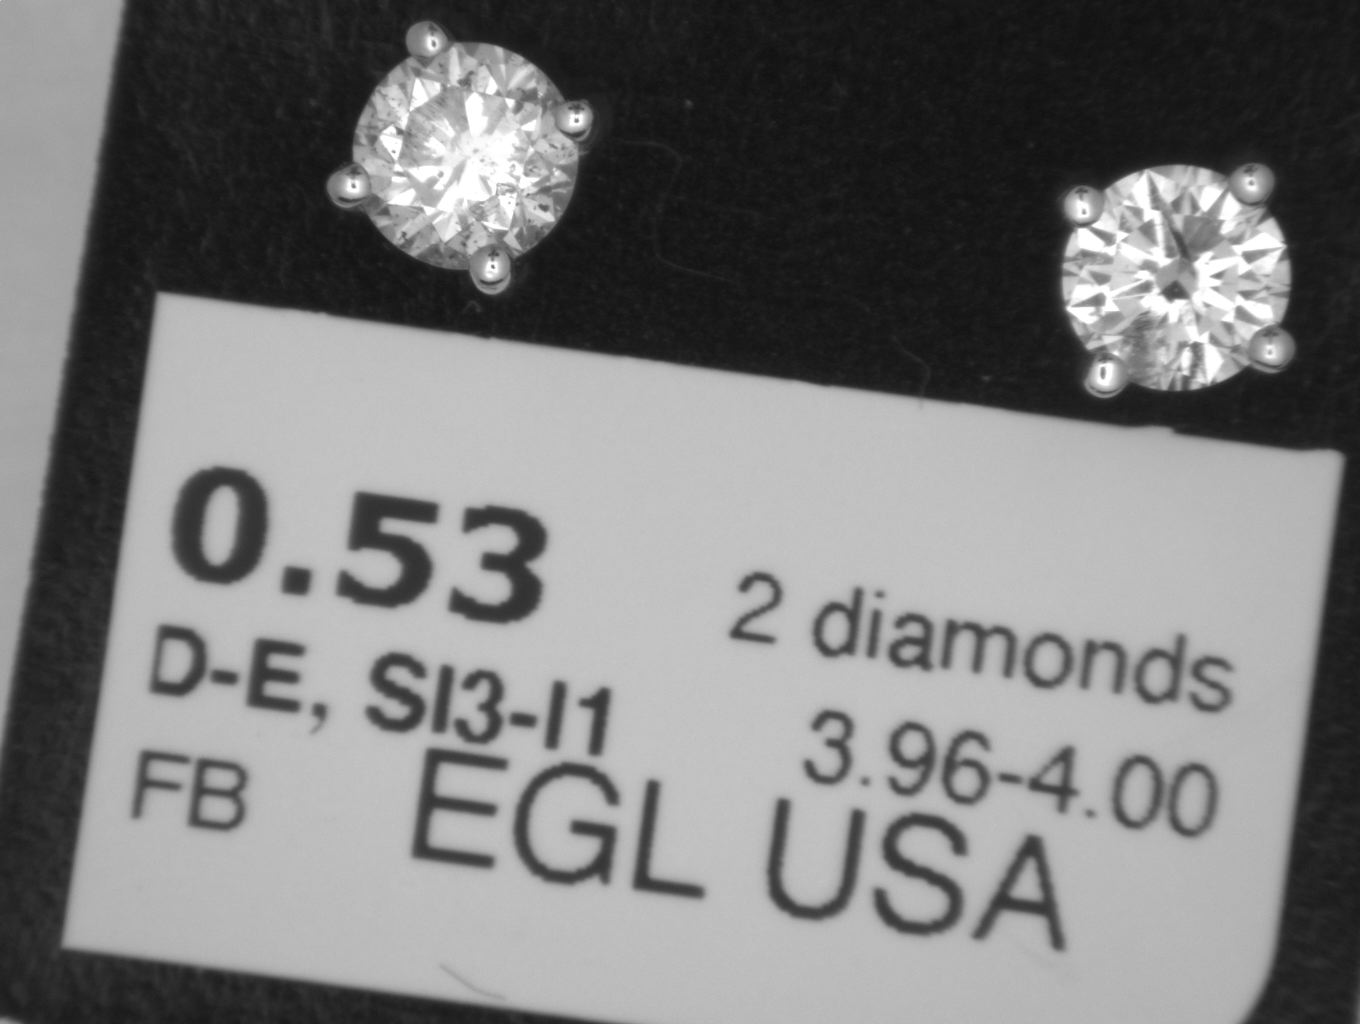 0.53
2 diamonds
D-E, SI3-I1
3.96-4.00
FB
EGL USA